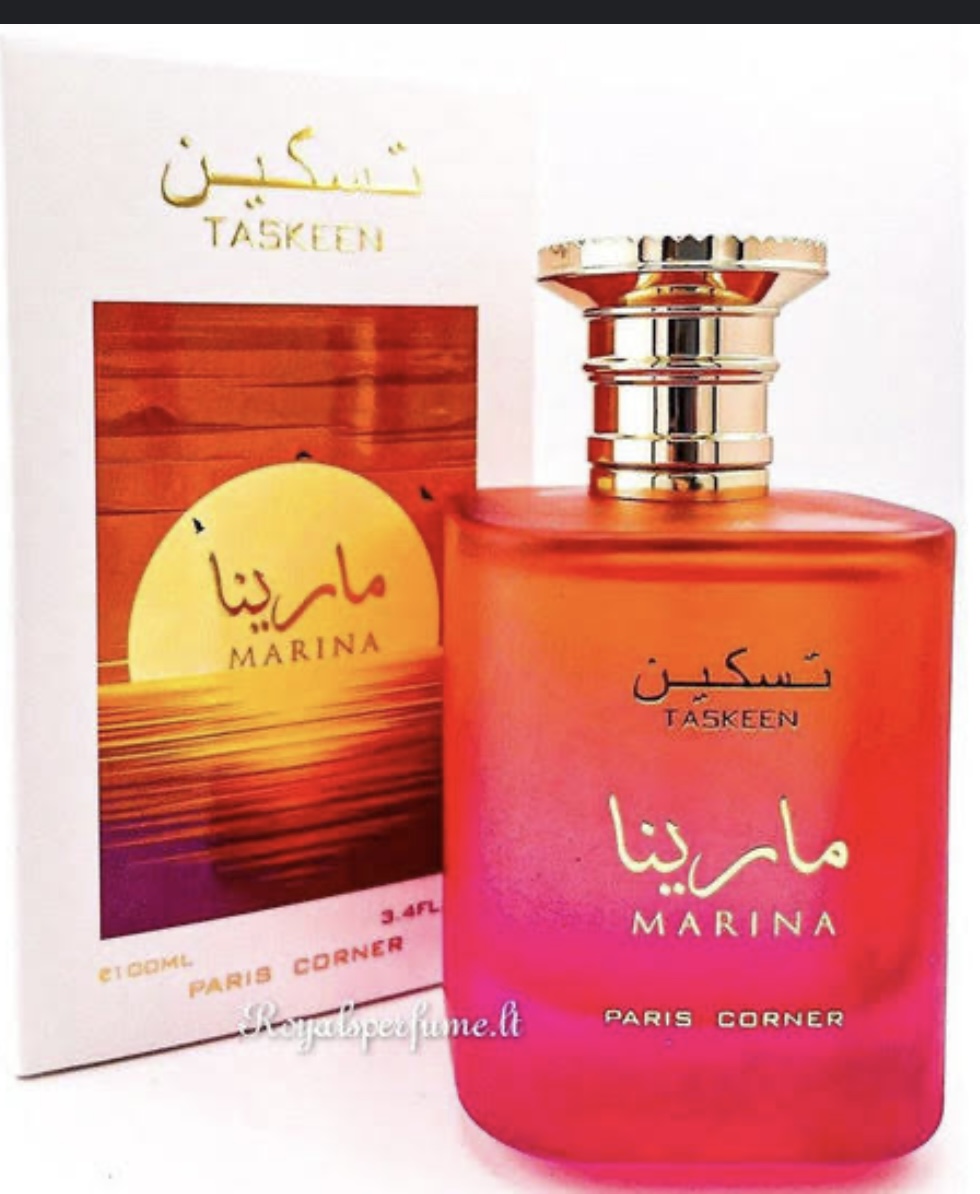 تسكين
TASKEEN
مارينا
MARINA
3.4FL.
℮100ML
PARIS CORNER
Royalsperfume.lt
تسكين
TASKEEN
مارينا
MARINA
PARIS CORNER